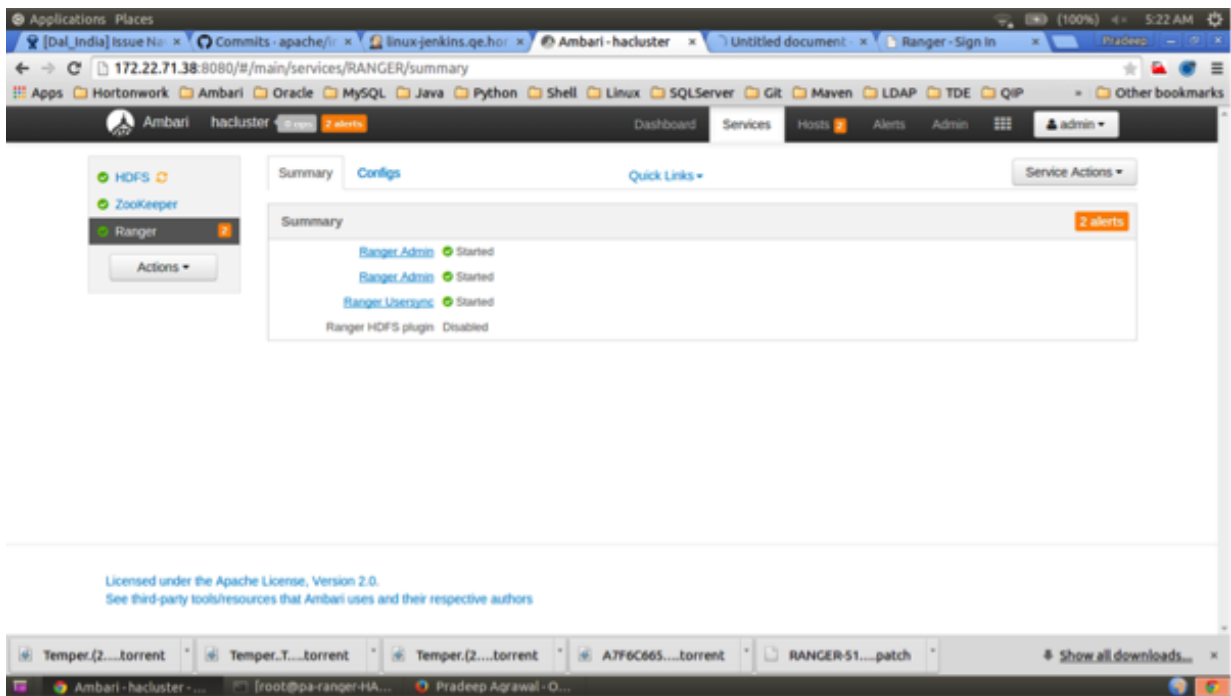 Applications Places (100%) 5:22 AM
[Dal_India] Issue Na × Commits · apache/ir × linux-jenkins.qe.hor × Ambari - hacluster × Untitled document × Ranger - Sign In × Pradeep
172.22.71.38:8080/#/main/services/RANGER/summary
Apps Hortonwork Ambari Oracle MySQL Java Python Shell Linux SQLServer Git Maven LDAP TDE QIP » Other bookmarks
Ambari hacluster 0 ops 2 alerts Dashboard Services Hosts 2 Alerts Admin admin
HDFS Summary Configs Quick Links Service Actions
ZooKeeper
Ranger 2 Summary 2 alerts
Actions
Ranger Admin Started
Ranger Admin Started
Ranger Usersync Started
Ranger HDFS plugin Disabled
Licensed under the Apache License, Version 2.0.
See third-party tools/resources that Ambari uses and their respective authors
Temper.(2....torrent Temper..T....torrent Temper.(2....torrent A7F6C665....torrent RANGER-51....patch Show all downloads... ×
Ambari - hacluster -... [root@pa-ranger-HA... Pradeep Agrawal - O...